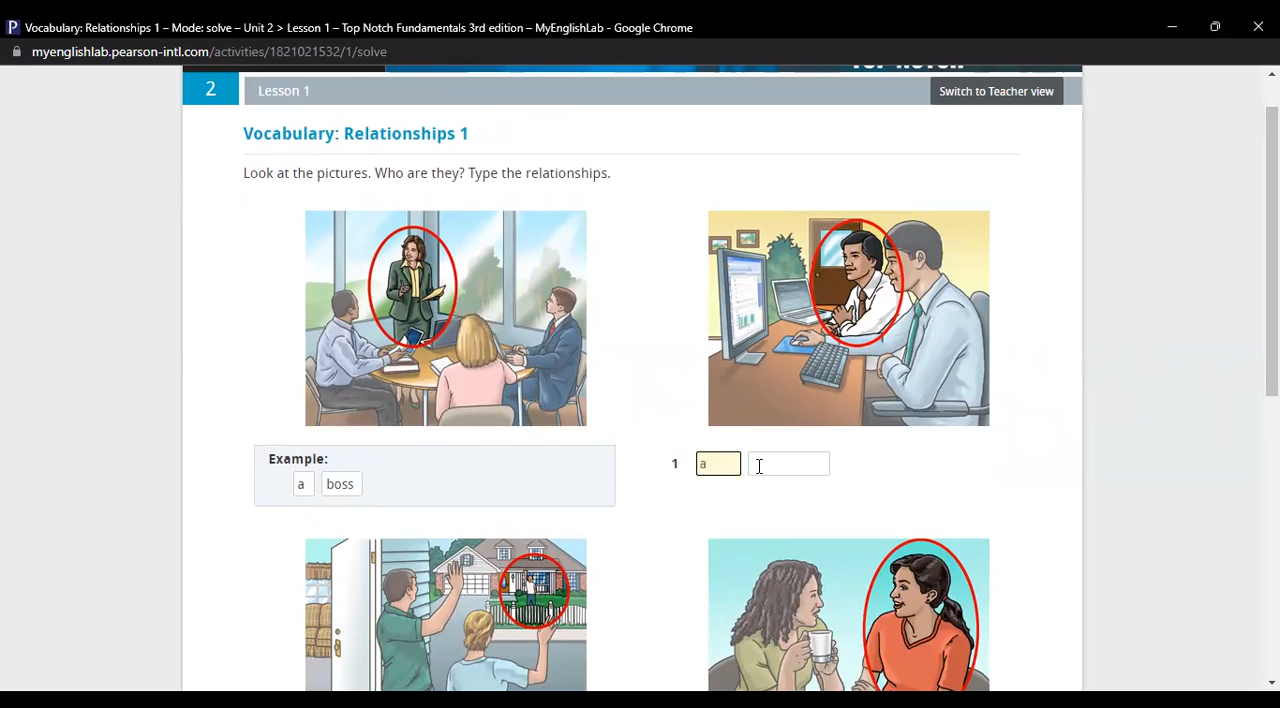 Vocabulary: Relationships 1 – Mode: solve – Unit 2 > Lesson 1 – Top Notch Fundamentals 3rd edition – MyEnglishLab - Google Chrome
myenglishlab.pearson-intl.com/activities/1821021532/1/solve
TOP NOTCH
2 Lesson 1 Switch to Teacher view
Vocabulary: Relationships 1
Look at the pictures. Who are they? Type the relationships.
Example:
a boss
1 a